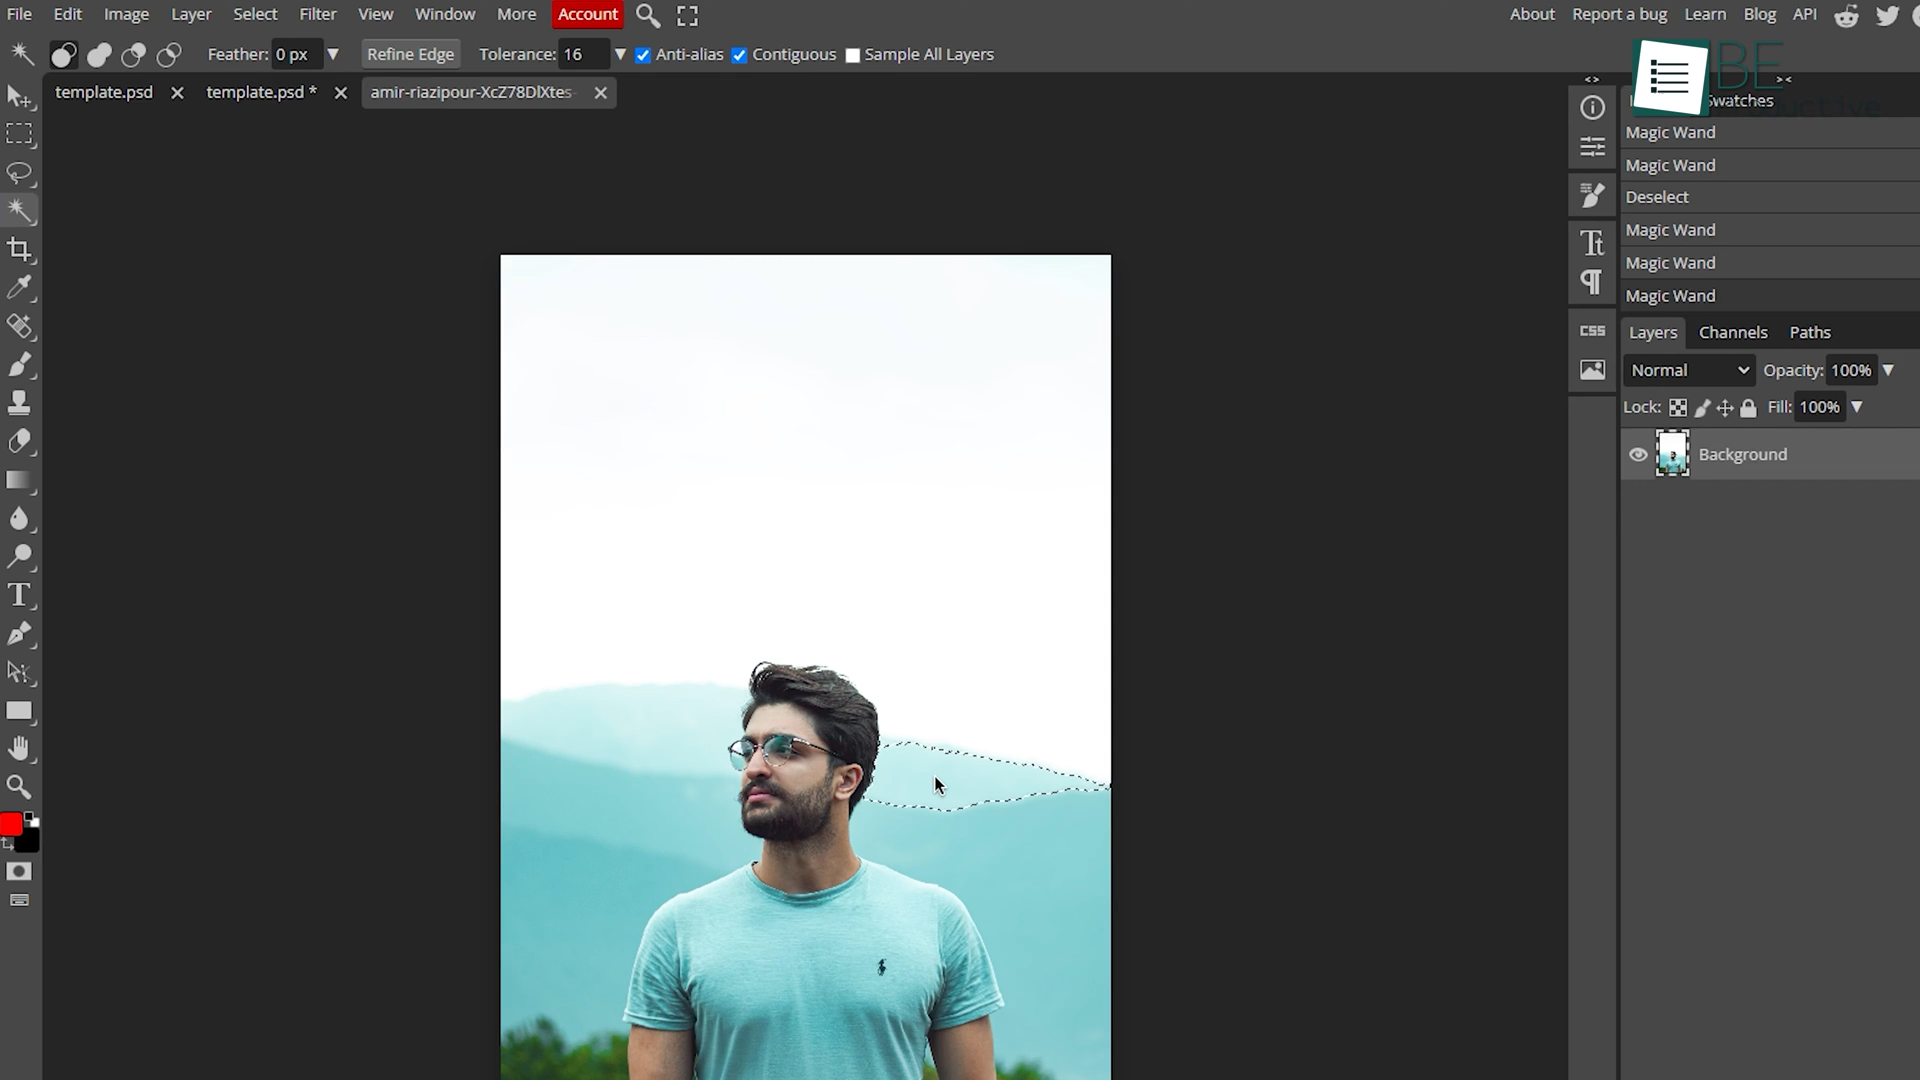 File Edit Image Layer Select Filter View Window More Account About Report a bug Learn Blog API
Feather: 0 px Refine Edge Tolerance: 16 Anti-alias Contiguous Sample All Layers
BE
template.psd template.psd * amir-riazipour-XcZ78DlXtes-
Swatches
Magic Wand
Magic Wand
Deselect
Magic Wand
Magic Wand
Magic Wand
CSS
Layers Channels Paths
Normal Opacity: 100%
Lock: Fill: 100%
Background